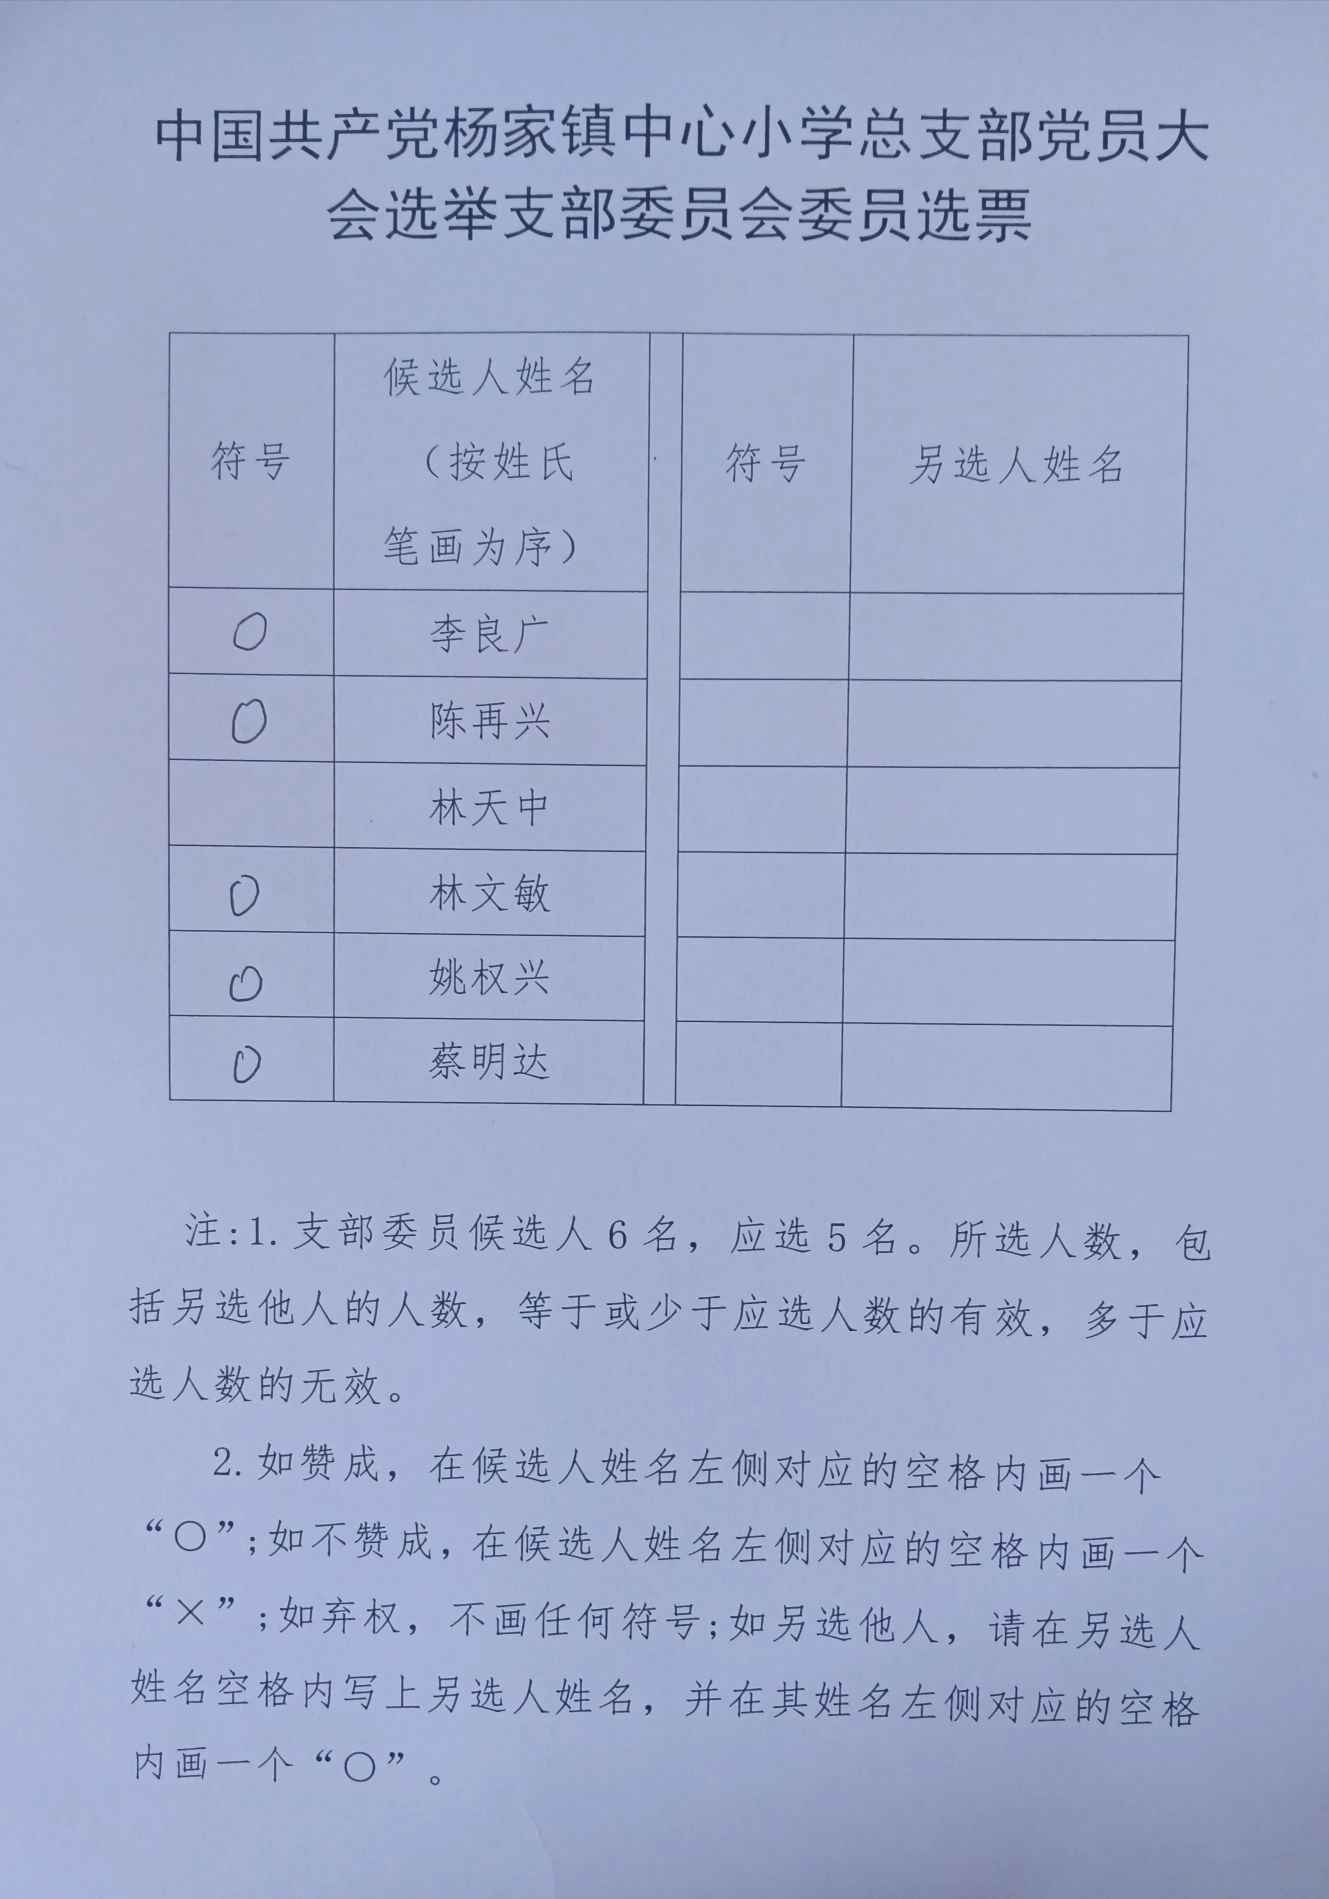 中国共产党杨家镇中心小学总支部党员大
会选举支部委员会委员选票
符号 候选人姓名 （按姓氏 笔画为序） 符号 另选人姓名
○ 李良广
○ 陈再兴
林天中
○ 林文敏
○ 姚权兴
○ 蔡明达
注:1.支部委员候选人6名，应选5名。所选人数，包
括另选他人的人数，等于或少于应选人数的有效，多于应
选人数的无效。
2.如赞成，在候选人姓名左侧对应的空格内画一个
“○”;如不赞成,在候选人姓名左侧对应的空格内画一个
“×”;如弃权，不画任何符号;如另选他人，请在另选人
姓名空格内写上另选人姓名，并在其姓名左侧对应的空格
内画一个“○”。